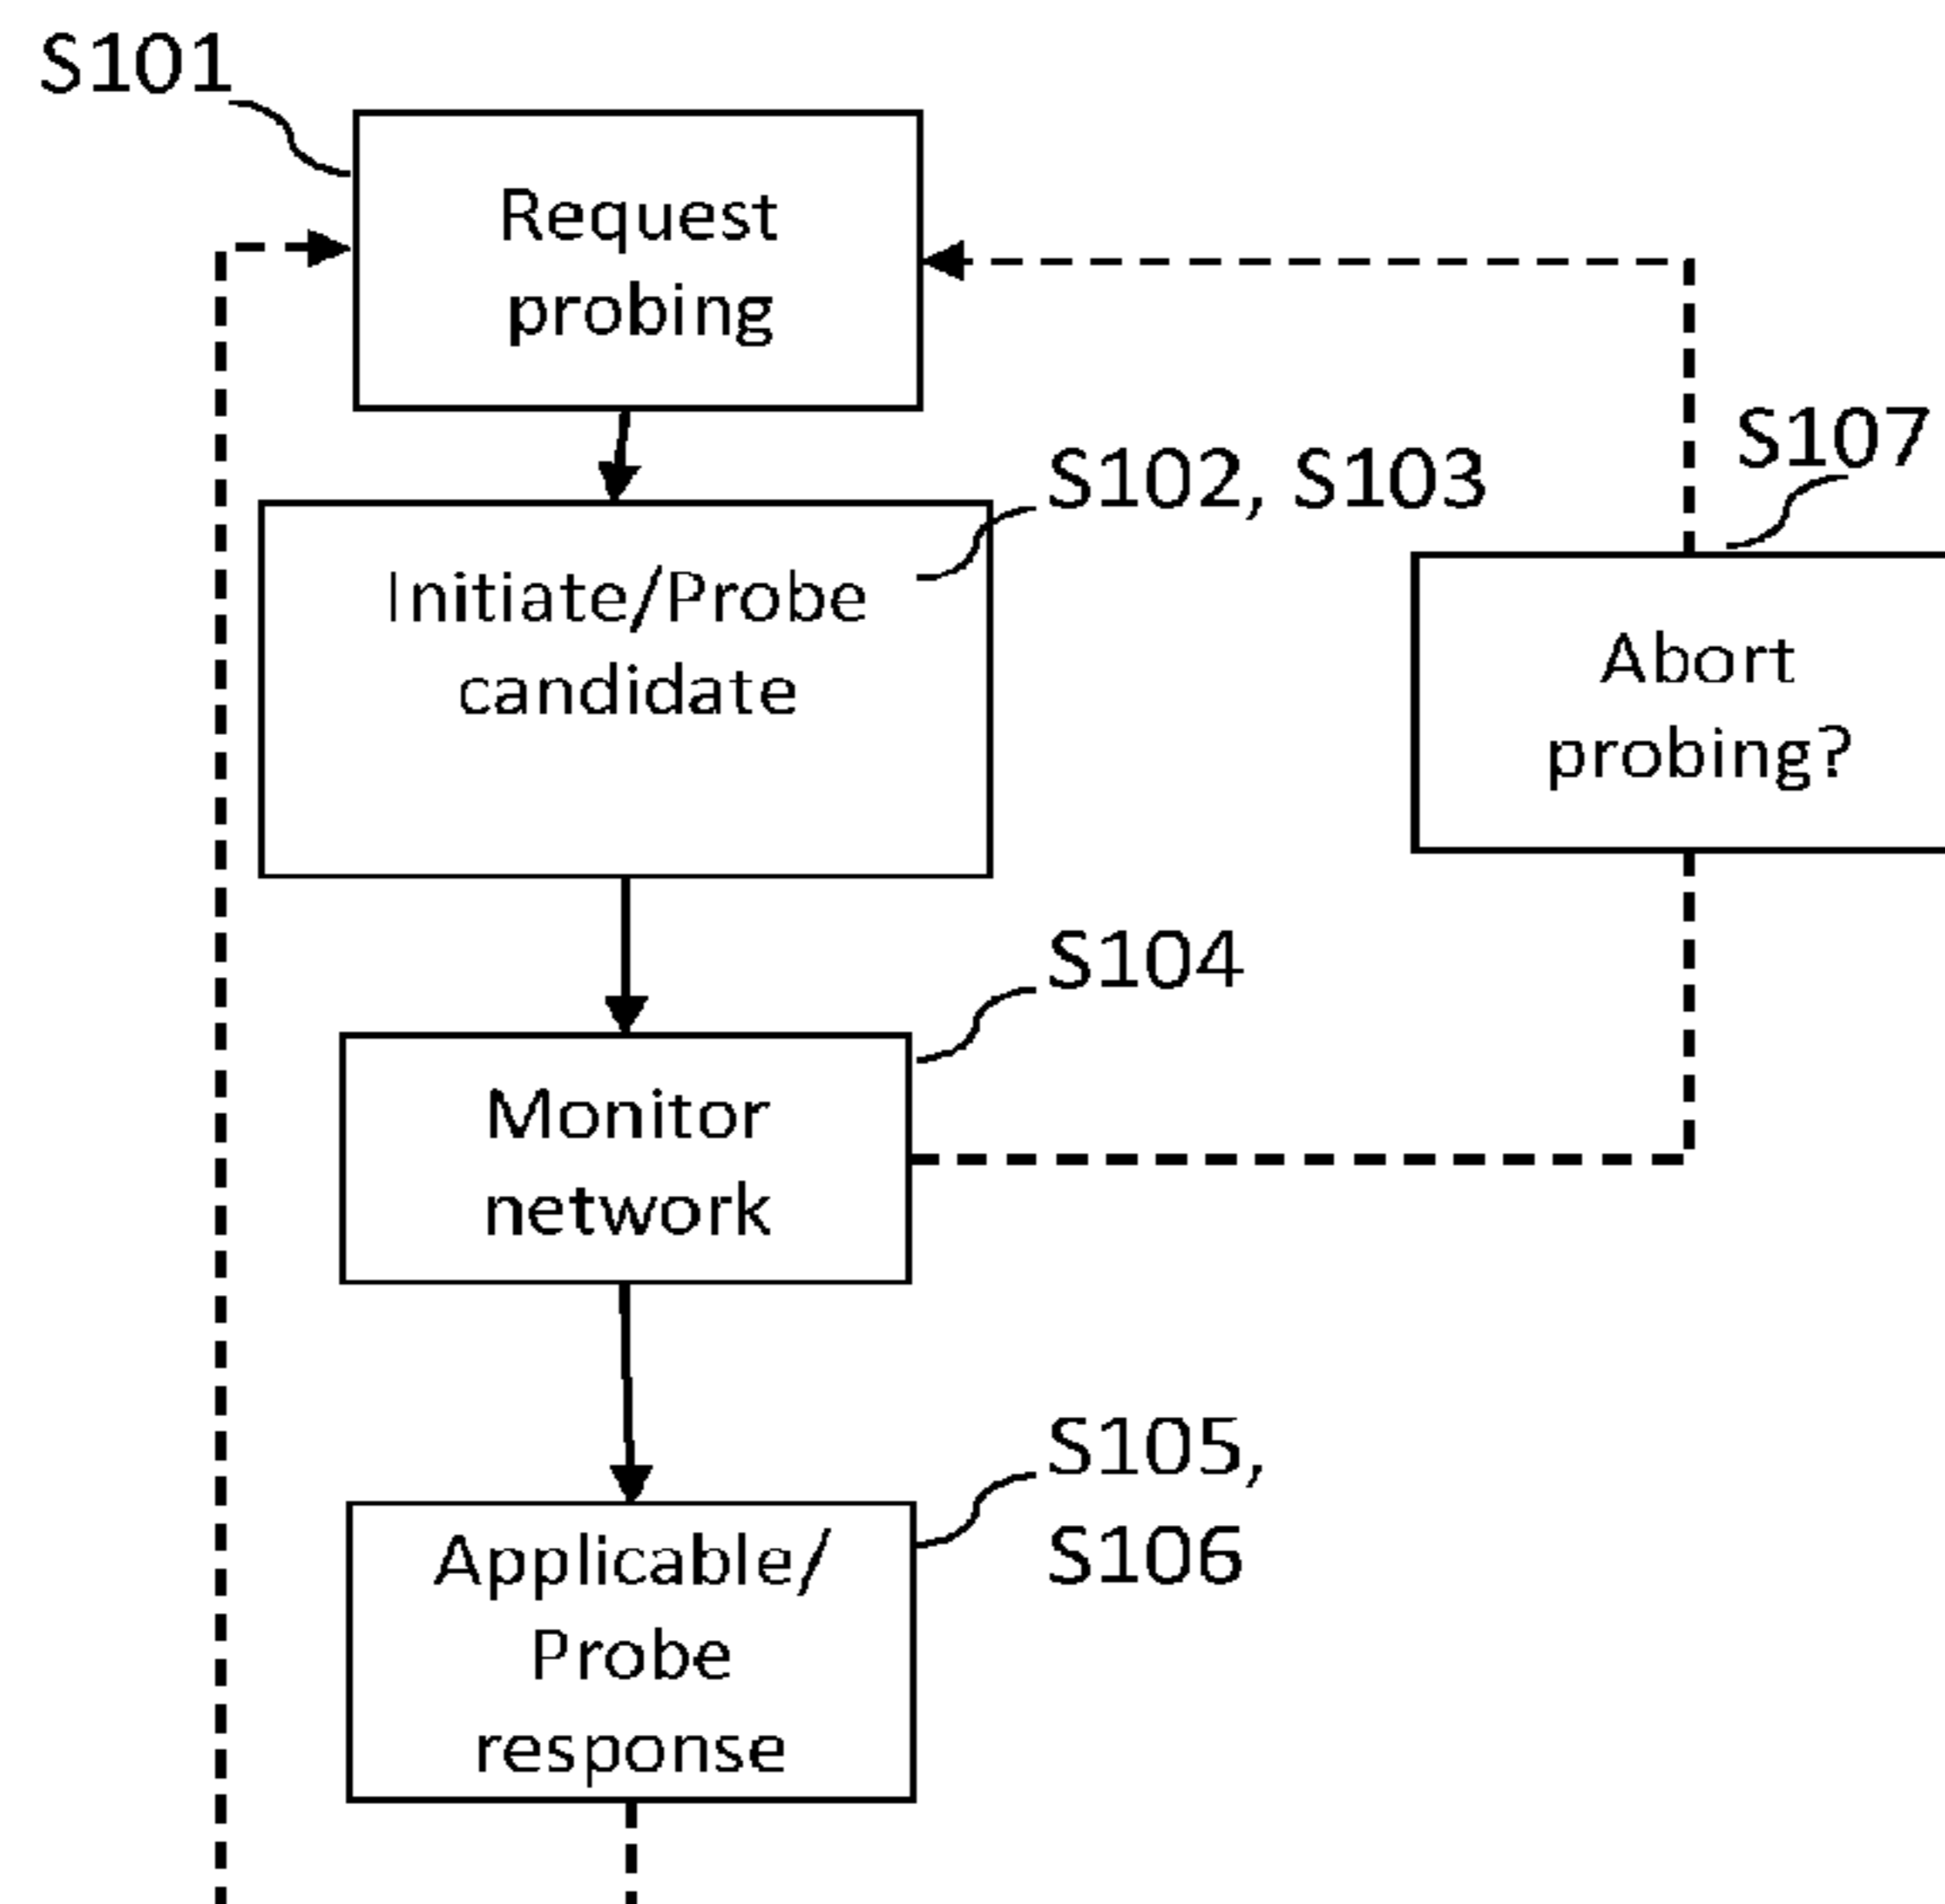 S101
Request
probing
S102, S103
S107
Initiate/Probe
candidate
Abort
probing?
S104
Monitor
network
S105,
S106
Applicable/
Probe
response